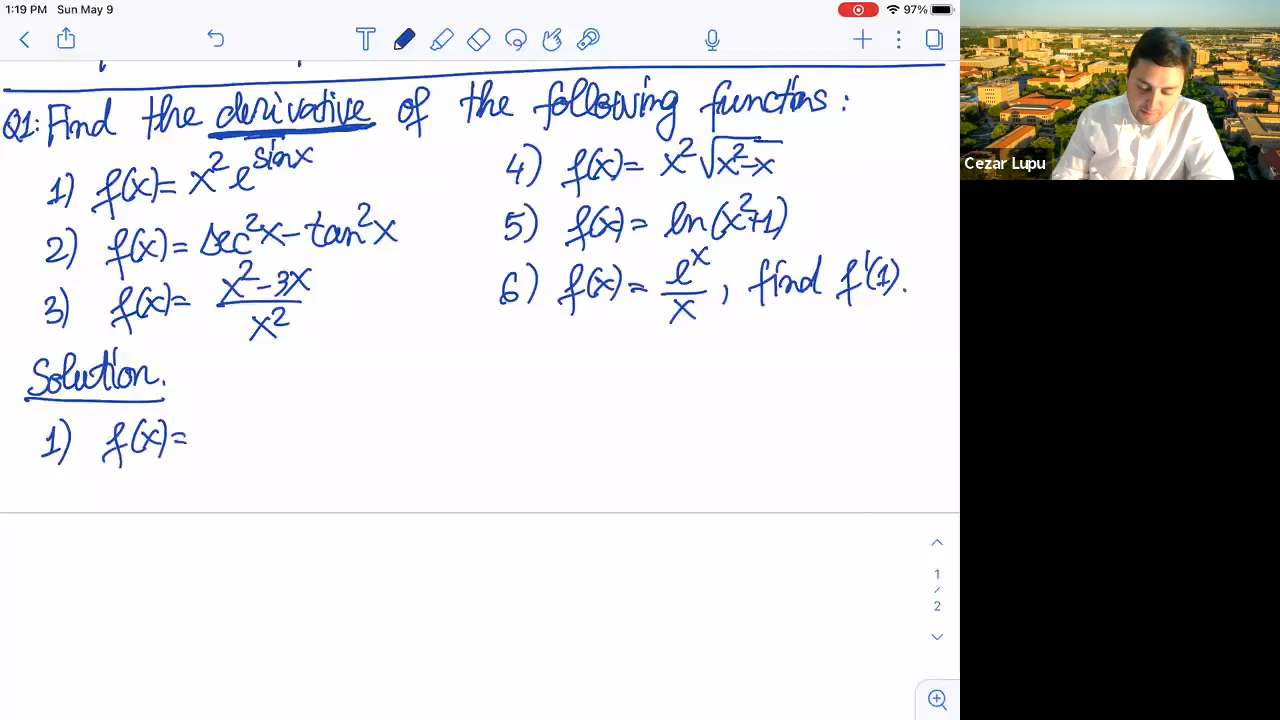 1:19 PM Sun May 9
97%
Q1: Find the derivative of the following functions:
1) f(x)= x² e^sinx
2) f(x)= sec²x - tan²x
3) f(x)= x²-3x / x²
4) f(x)= x² √x²-x
5) f(x)= ln(x²+1)
6) f(x)= e^x / x , find f'(1).
Solution.
1) f(x)=
1
/
2
Cezar Lupu